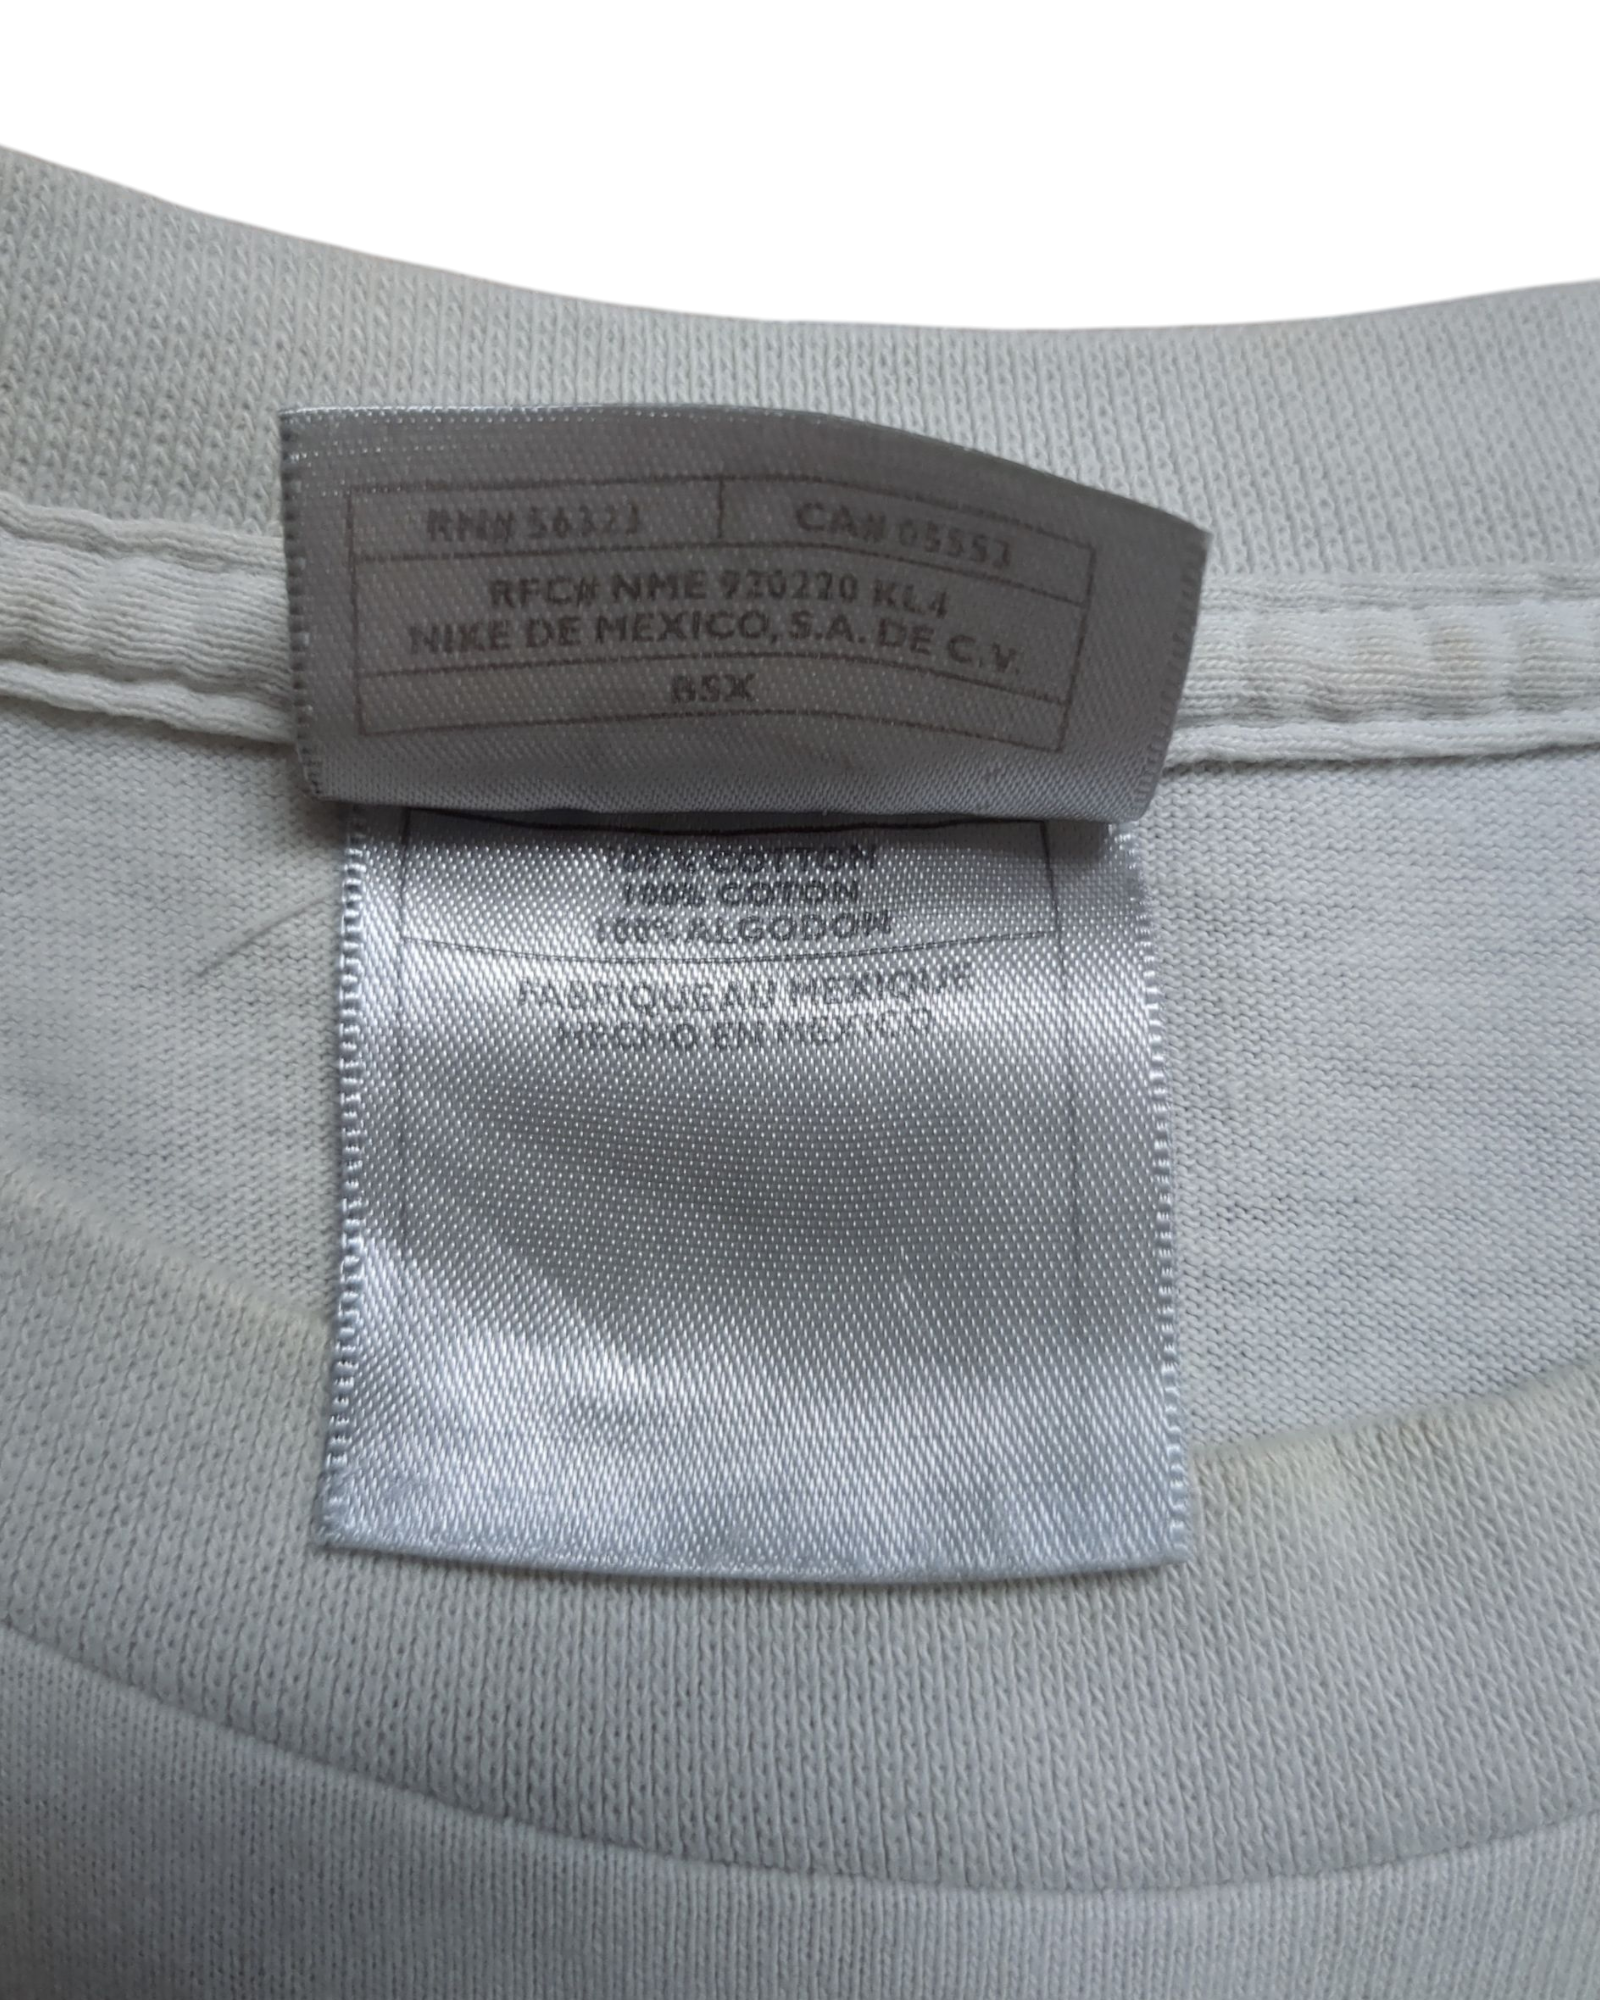 RN# 56323 CA# 05553
RFC# NME 920220 KL4
NIKE DE MEXICO, S.A. DE C.V.
BSX
100% COTTON
100% COTON
100% ALGODON
FABRIQUE AU MEXIQUE
HECHO EN MEXICO